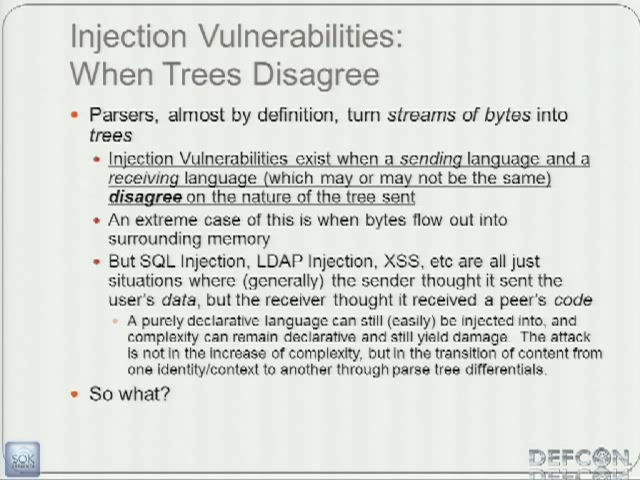 Injection Vulnerabilities:
When Trees Disagree
Parsers, almost by definition, turn streams of bytes into
trees
Injection Vulnerabilities exist when a sending language and a
receiving language (which may or may not be the same)
disagree on the nature of the tree sent
An extreme case of this is when bytes flow out into
surrounding memory
But SQL Injection, LDAP Injection, XSS, etc are all just
situations where (generally) the sender thought it sent the
user's data, but the receiver thought it received a peer's code
A purely declarative language can still (easily) be injected into, and
complexity can remain declarative and still yield damage. The attack
is not in the increase of complexity, but in the transition of content from
one identity/context to another through parse tree differentials.
So what?
SOK
DEFCON